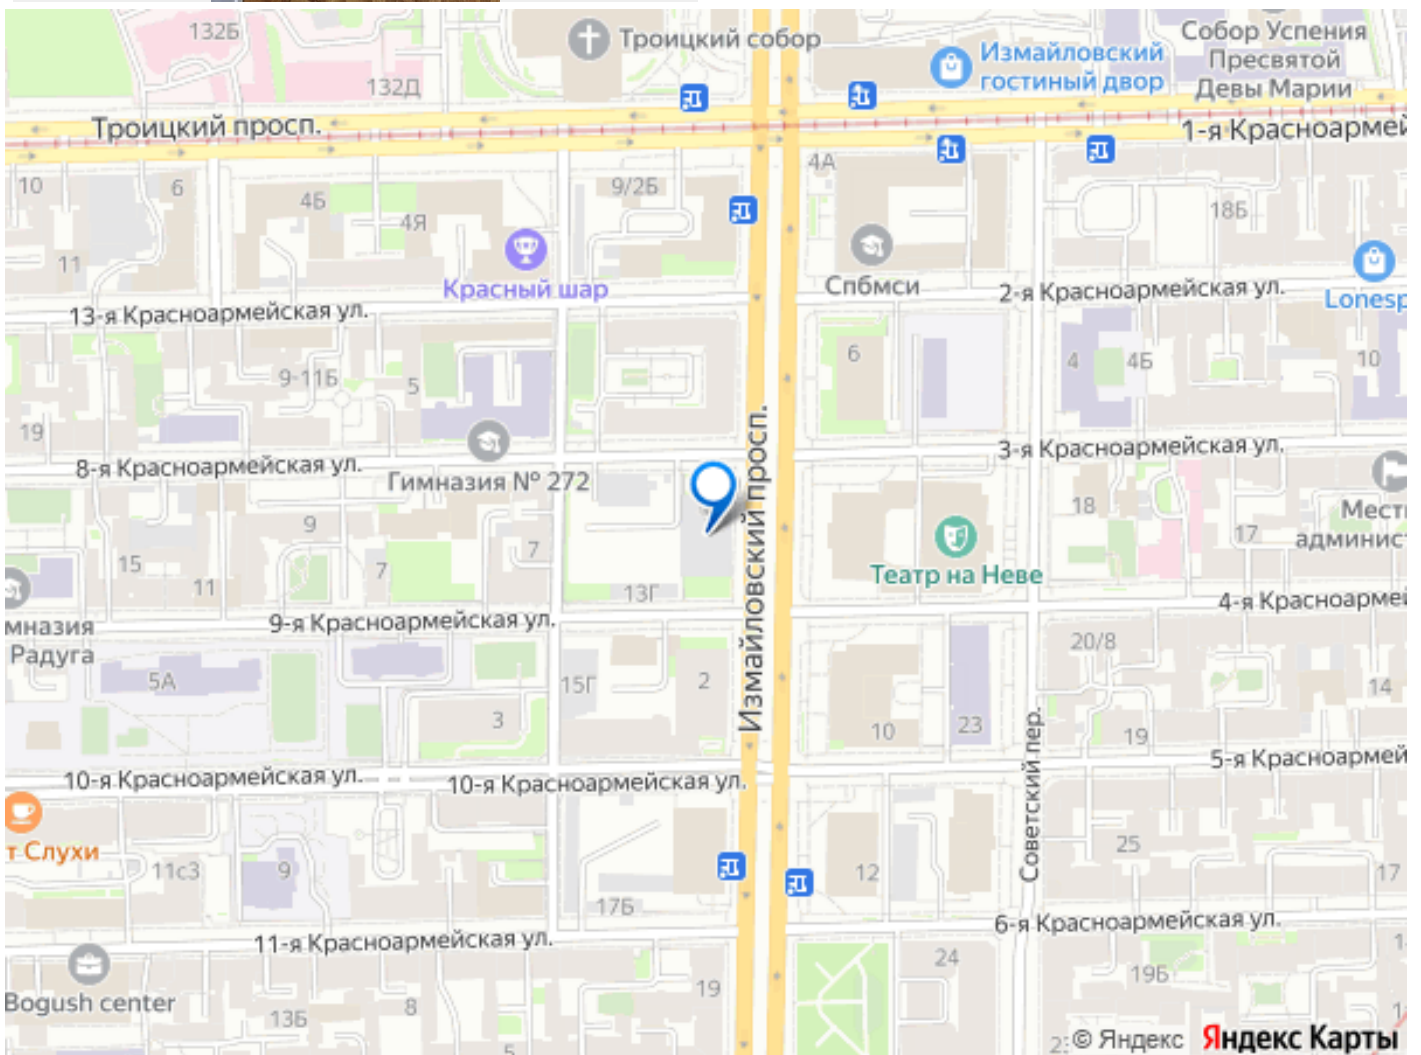 132Б
Троицкий собор
Собор Успения
Пресвятой
Девы Марии
Измайловский
гостиный двор
132Д
Троицкий просп.
1-я Красноармей
10
6
4Б
4Я
9/2Б
4А
18Б
11
Красный шар
Спбмси
2-я Красноармейская ул.
Lonesp
13-я Красноармейская ул.
9-11Б
5
6
4
4Б
10
19
8-я Красноармейская ул.
Гимназия № 272
3-я Красноармейская ул.
Измайловский просп.
9
7
18
17
Мест
админист
15
11
7
13Г
Театр на Неве
4-я Красноармей
9-я Красноармейская ул.
мназия
Радуга
5А
15Г
2
20/8
14
3
10
23
19
5-я Красноармей
10-я Красноармейская ул.
10-я Красноармейская ул.
Советский пер.
т Слухи
11с3
9
12
25
17
17Б
6-я Красноармейская ул.
11-я Красноармейская ул.
24
19Б
Bogush center
13Б
8
19
5
© Яндекс
Яндекс Карты